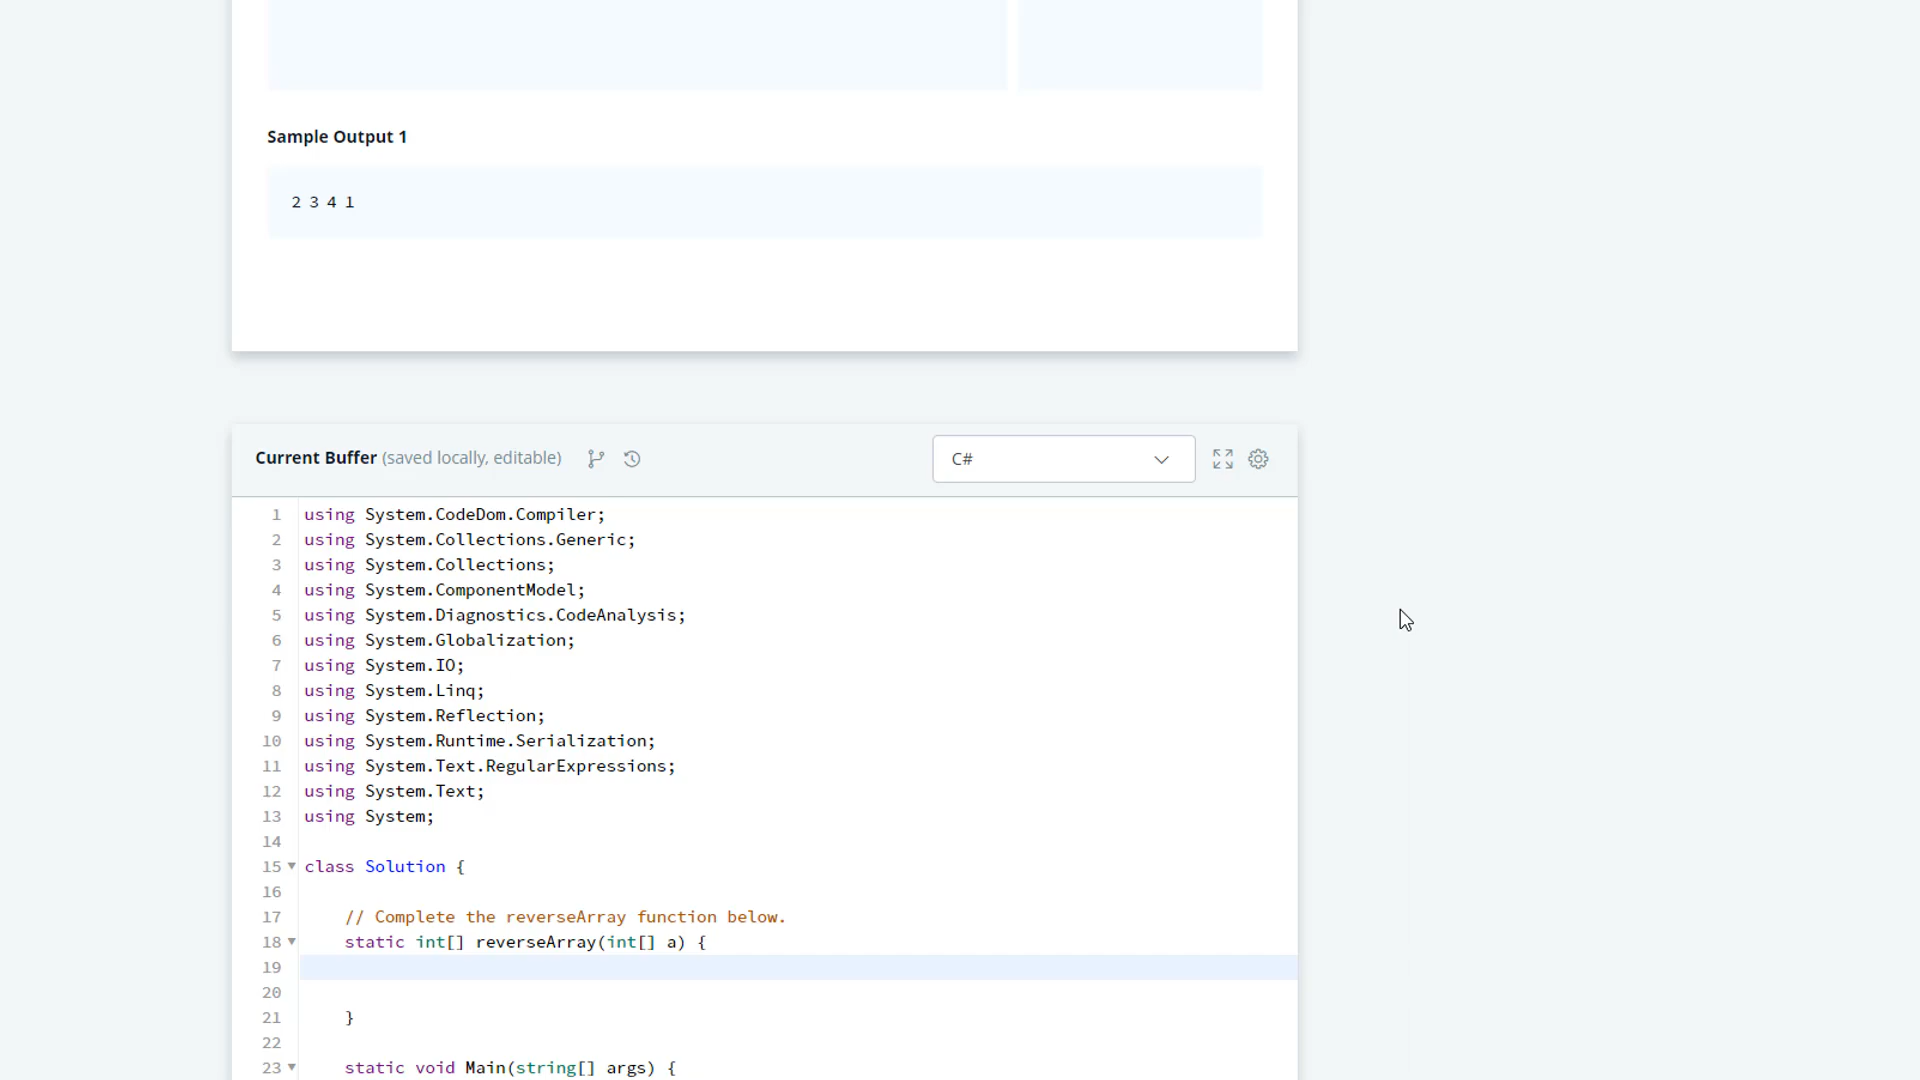 Sample Output 1
2 3 4 1
Current Buffer (saved locally, editable)
C#
1 using System.CodeDom.Compiler;
2 using System.Collections.Generic;
3 using System.Collections;
4 using System.ComponentModel;
5 using System.Diagnostics.CodeAnalysis;
6 using System.Globalization;
7 using System.IO;
8 using System.Linq;
9 using System.Reflection;
10 using System.Runtime.Serialization;
11 using System.Text.RegularExpressions;
12 using System.Text;
13 using System;
14
15 class Solution {
16
17 // Complete the reverseArray function below.
18 static int[] reverseArray(int[] a) {
19
20
21 }
22
23 static void Main(string[] args) {